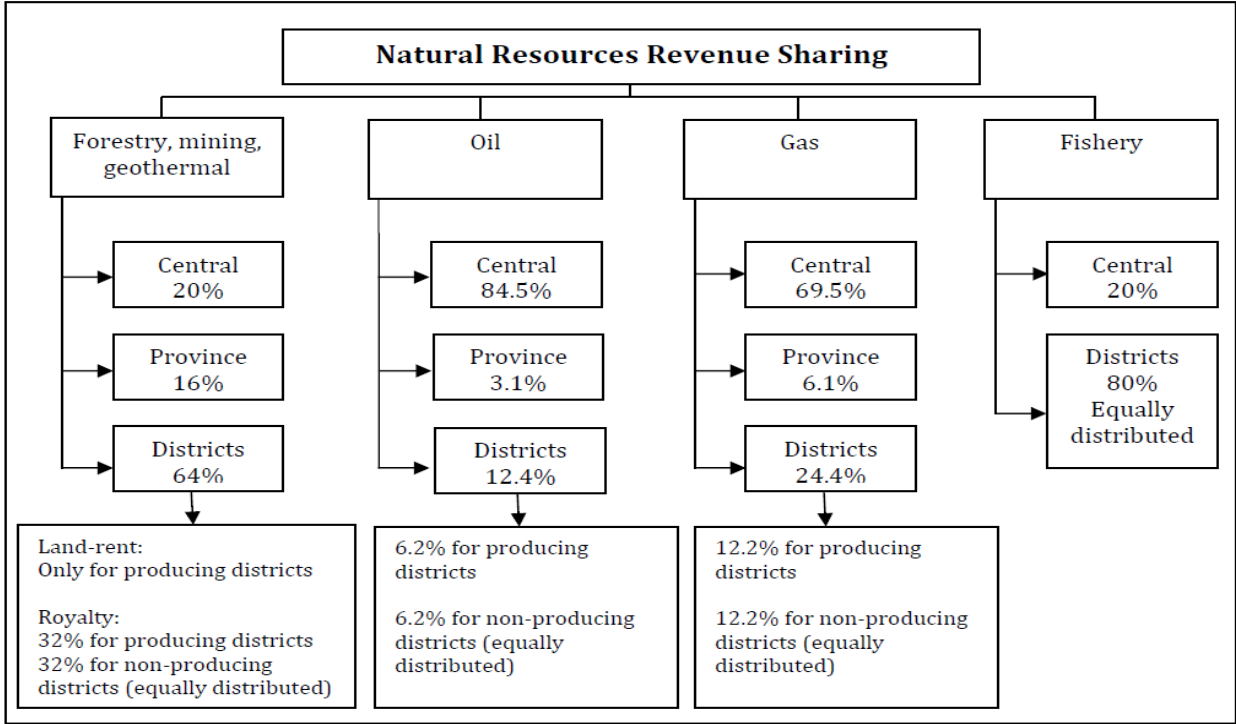 Natural Resources Revenue Sharing
Forestry, mining,
geothermal
Central
20%
Province
16%
Districts
64%
Land-rent:
Only for producing districts
Royalty:
32% for producing districts
32% for non-producing
districts (equally distributed)
Oil
Central
84.5%
Province
3.1%
Districts
12.4%
6.2% for producing
districts
6.2% for non-producing
districts (equally
distributed)
Gas
Central
69.5%
Province
6.1%
Districts
24.4%
12.2% for producing
districts
12.2% for non-producing
districts (equally
distributed)
Fishery
Central
20%
Districts
80%
Equally
distributed